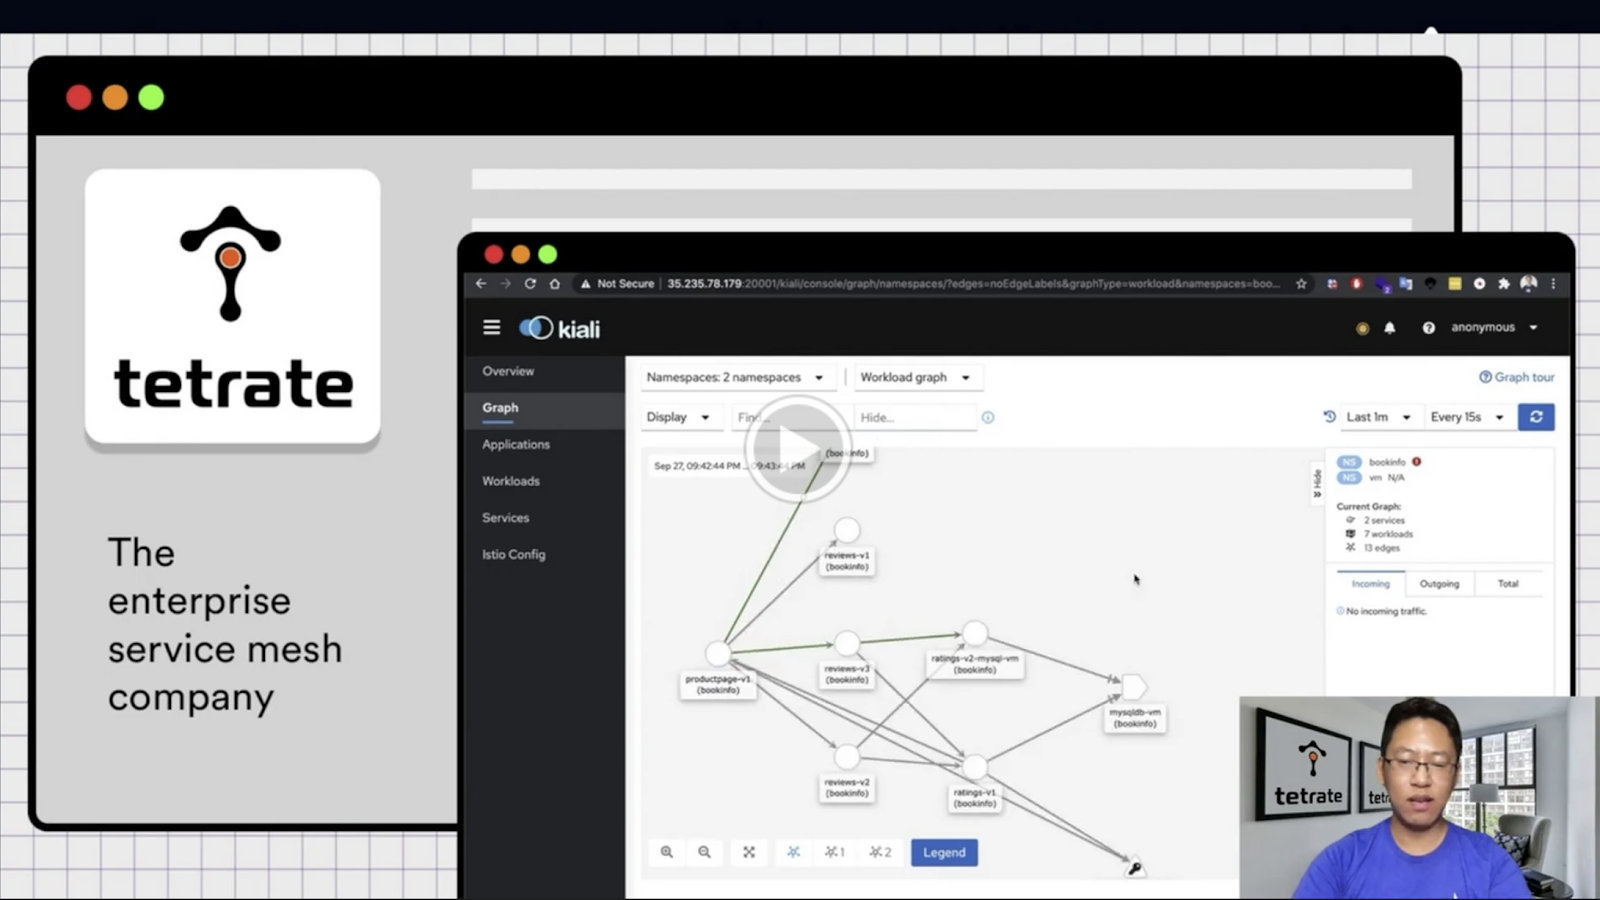 tetrate
The
enterprise
service mesh
company
Not Secure | 35.235.78.179:20001/kiali/console/graph/namespaces/?edges=noEdgeLabels&graphType=workload&namespaces=boo...
kiali
anonymous
Overview
Graph
Applications
Workloads
Services
Istio Config
Namespaces: 2 namespaces
Workload graph
Graph tour
Display
Find...
Hide...
Last 1m
Every 15s
Sep 27, 09:42:44 PM ... 09:43:44 PM
(bookinfo)
reviews-v1
(bookinfo)
productpage-v1
(bookinfo)
reviews-v3
(bookinfo)
ratings-v2-mysql-vm
(bookinfo)
mysqldb-vm
(bookinfo)
reviews-v2
(bookinfo)
ratings-v1
(bookinfo)
1
2
Legend
Hide
NS bookinfo
NS vm N/A
Current Graph:
2 services
7 workloads
13 edges
Incoming
Outgoing
Total
No incoming traffic.
tetrate
tetr